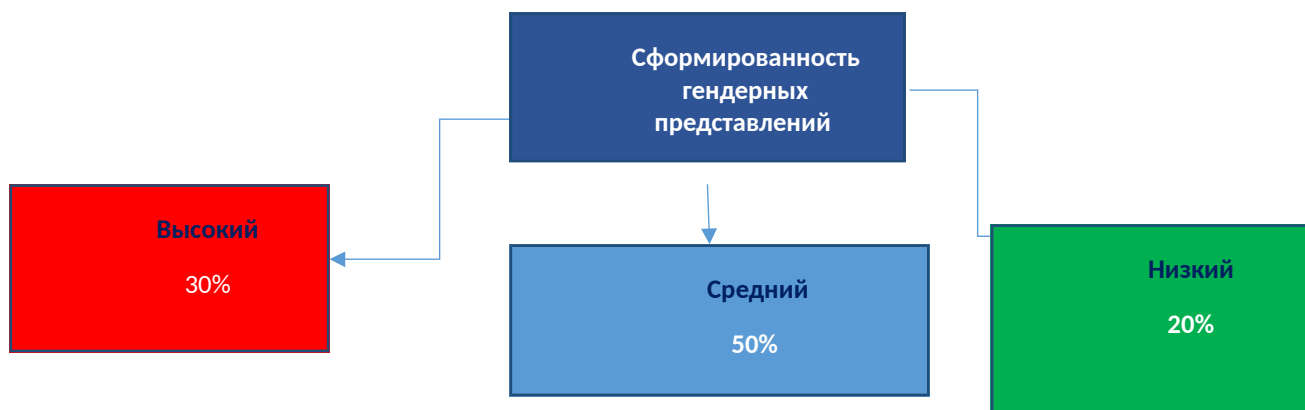 Сформированность
гендерных
представлений
Высокий
30%
Средний
50%
Низкий
20%